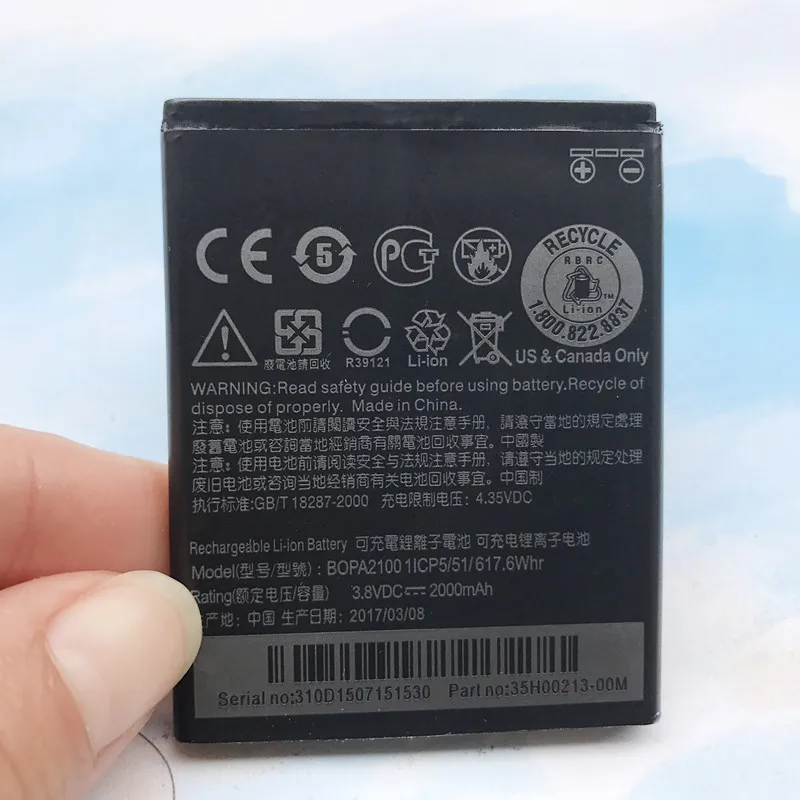 RECYCLE
RBRC
Li-ion
TM
1.800.822.8837
CE 5 PCT
廢電池請回收 R39121 Li-ion US & Canada Only
WARNING:Read safety guide before using battery.Recycle of
dispose of properly. Made in China.
注意: 使用電池前請閱讀安全與法規注意手册, 請遵守當地的規定處理
廢舊電池或咨詢當地經銷商有關電池回收事宜。中國製
注意: 使用电池前请阅读安全与法规注意手册, 请遵守当地的规定处理
废旧电池或咨询当地经销商有关电池回收事宜。中国制
执行标准:GB/T 18287-2000 充电限制电压: 4.35VDC
Rechargeable Li-ion Battery 可充電鋰離子電池 可充电锂离子电池
Model(型号/型號): BOPA2100 1ICP5/51/617.6Whr
Rating(额定电压/容量) 3.8VDC⎓2000mAh
生产地: 中国 生产日期: 2017/03/08
Serial no:310D1507151530 Part no:35H00213-00M